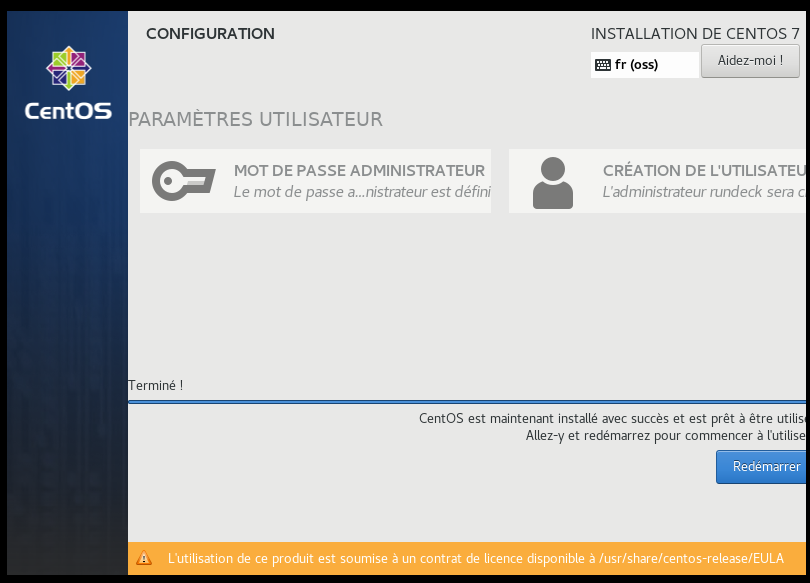 CONFIGURATION
INSTALLATION DE CENTOS 7
fr (oss)
Aidez-moi !
CentOS
PARAMÈTRES UTILISATEUR
MOT DE PASSE ADMINISTRATEUR
Le mot de passe a...nistrateur est défini
CRÉATION DE L'UTILISATEU
L'administrateur rundeck sera
Terminé !
CentOS est maintenant installé avec succès et est prêt à être utilis
Allez-y et redémarrez pour commencer à l'utilise
Redémarrer
L'utilisation de ce produit est soumise à un contrat de licence disponible à /usr/share/centos-release/EULA